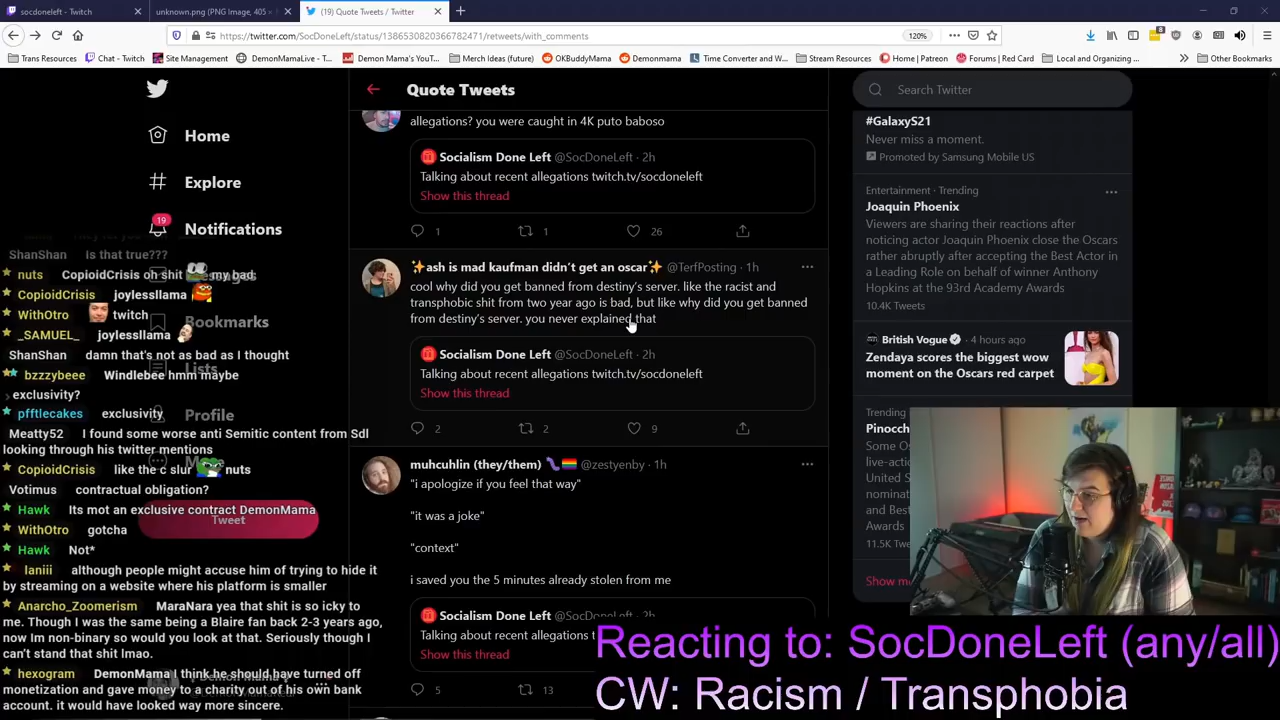 socdoneleft - Twitch
unknown.png (PNG Image, 405 ×
(19) Quote Tweets / Twitter
https://twitter.com/SocDoneLeft/status/1386530820366782471/retweets/with_comments
120%
Trans Resources
Chat - Twitch
Site Management
DemonMamaLive - T...
Demon Mama's YouT...
Merch Ideas (future)
OKBuddyMama
Demonmama
Time Converter and W...
Stream Resources
Home | Patreon
Forums | Red Card
Local and Organizing ...
Other Bookmarks
Home
Explore
19
Notifications
Bookmarks
Lists
Profile
Tweet
Quote Tweets
allegations? you were caught in 4K puto baboso
Socialism Done Left @SocDoneLeft · 2h
Talking about recent allegations twitch.tv/socdoneleft
Show this thread
1 1 26
✨ash is mad kaufman didn't get an oscar✨ @TerfPosting · 1h
cool why did you get banned from destiny's server. like the racist and
transphobic shit from two year ago is bad, but like why did you get banned
from destiny's server. you never explained that
Socialism Done Left @SocDoneLeft · 2h
Talking about recent allegations twitch.tv/socdoneleft
Show this thread
2 2 9
muhcuhlin (they/them) @zestyenby · 1h
"i apologize if you feel that way"
"it was a joke"
"context"
i saved you the 5 minutes already stolen from me
Socialism Done Left @SocDoneLeft · 2h
Talking about recent allegations t
Show this thread
5 13
Search Twitter
#GalaxyS21
Never miss a moment.
Promoted by Samsung Mobile US
Entertainment · Trending
Joaquin Phoenix
Viewers are sharing their reactions after
noticing actor Joaquin Phoenix close the Oscars
rather abruptly after accepting the Best Actor in
a Leading Role on behalf of winner Anthony
Hopkins at the 93rd Academy Awards
10.4K Tweets
British Vogue · 4 hours ago
Zendaya scores the biggest wow
moment on the Oscars red carpet
Trending
Pinocc
Some Os
live-actio
United S
nominat
and Best
Awards
11.5K Tw
Show m
ShanShan Is that true???
nuts CopioidCrisis oh shit my bad
CopioidCrisis joylessllama
WithOtro twitch
_SAMUEL_ joylessllama
ShanShan damn that's not as bad as I thought
bzzzybeee Windlebee hmm maybe
exclusivity?
pfftlecakes exclusivity
Meatty52 I found some worse anti Semitic content from Sdl
looking through his twitter mentions
CopioidCrisis like the c slur nuts
Votimus contractual obligation?
Hawk Its mot an exclusive contract DemonMama
WithOtro gotcha
Hawk Not*
laniii although people might accuse him of trying to hide it
by streaming on a website where his platform is smaller
Anarcho_Zoomerism MaraNara yea that shit is so icky to
me. Though I was the same being a Blaire fan back 2-3 years ago,
now Im non-binary so would you look at that. Seriously though I
can't stand that shit lmao.
hexogram DemonMama I think he should have turned off
monetization and gave money to charity out of his own bank
account. it would have looked way more sincere.
Reacting to: SocDoneLeft (any/all)
CW: Racism / Transphobia